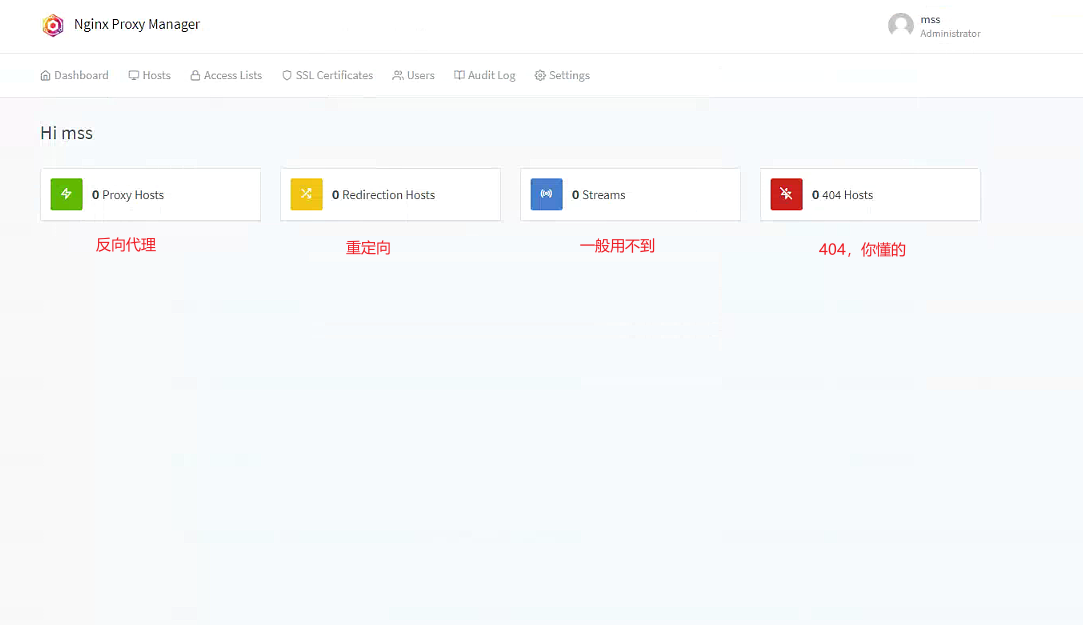 Nginx Proxy Manager
mss
Administrator
Dashboard Hosts Access Lists SSL Certificates Users Audit Log Settings
Hi mss
0 Proxy Hosts
0 Redirection Hosts
0 Streams
0 404 Hosts
反向代理
重定向
一般用不到
404，你懂的